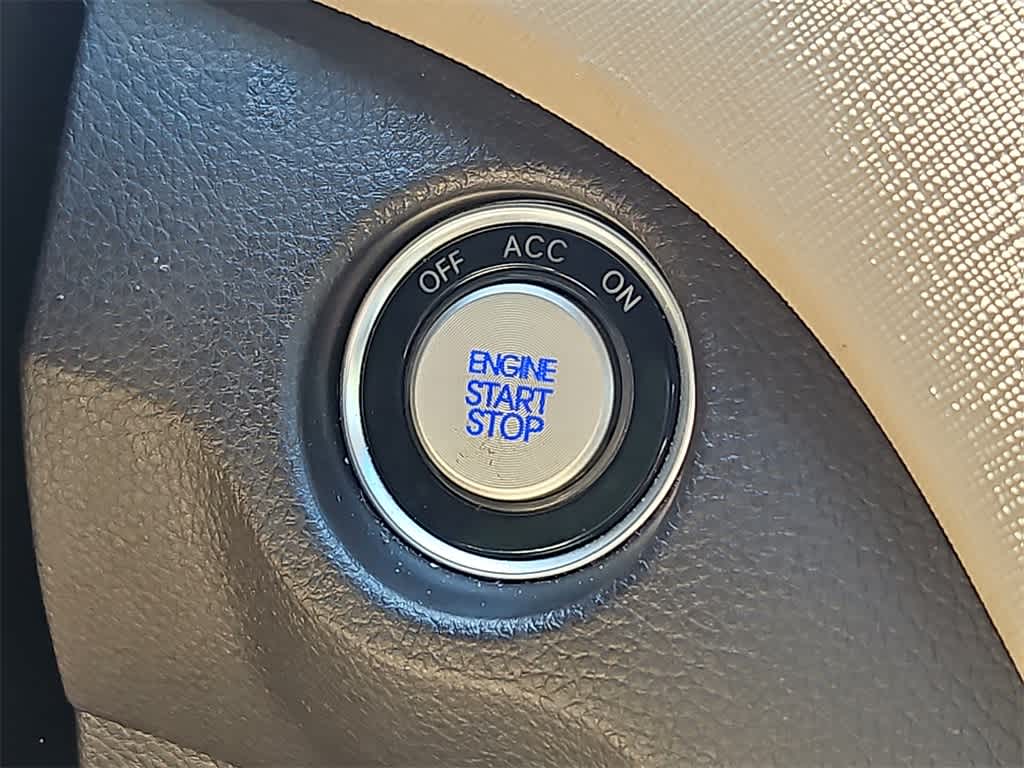 OFF ACC ON
ENGINE
START
STOP